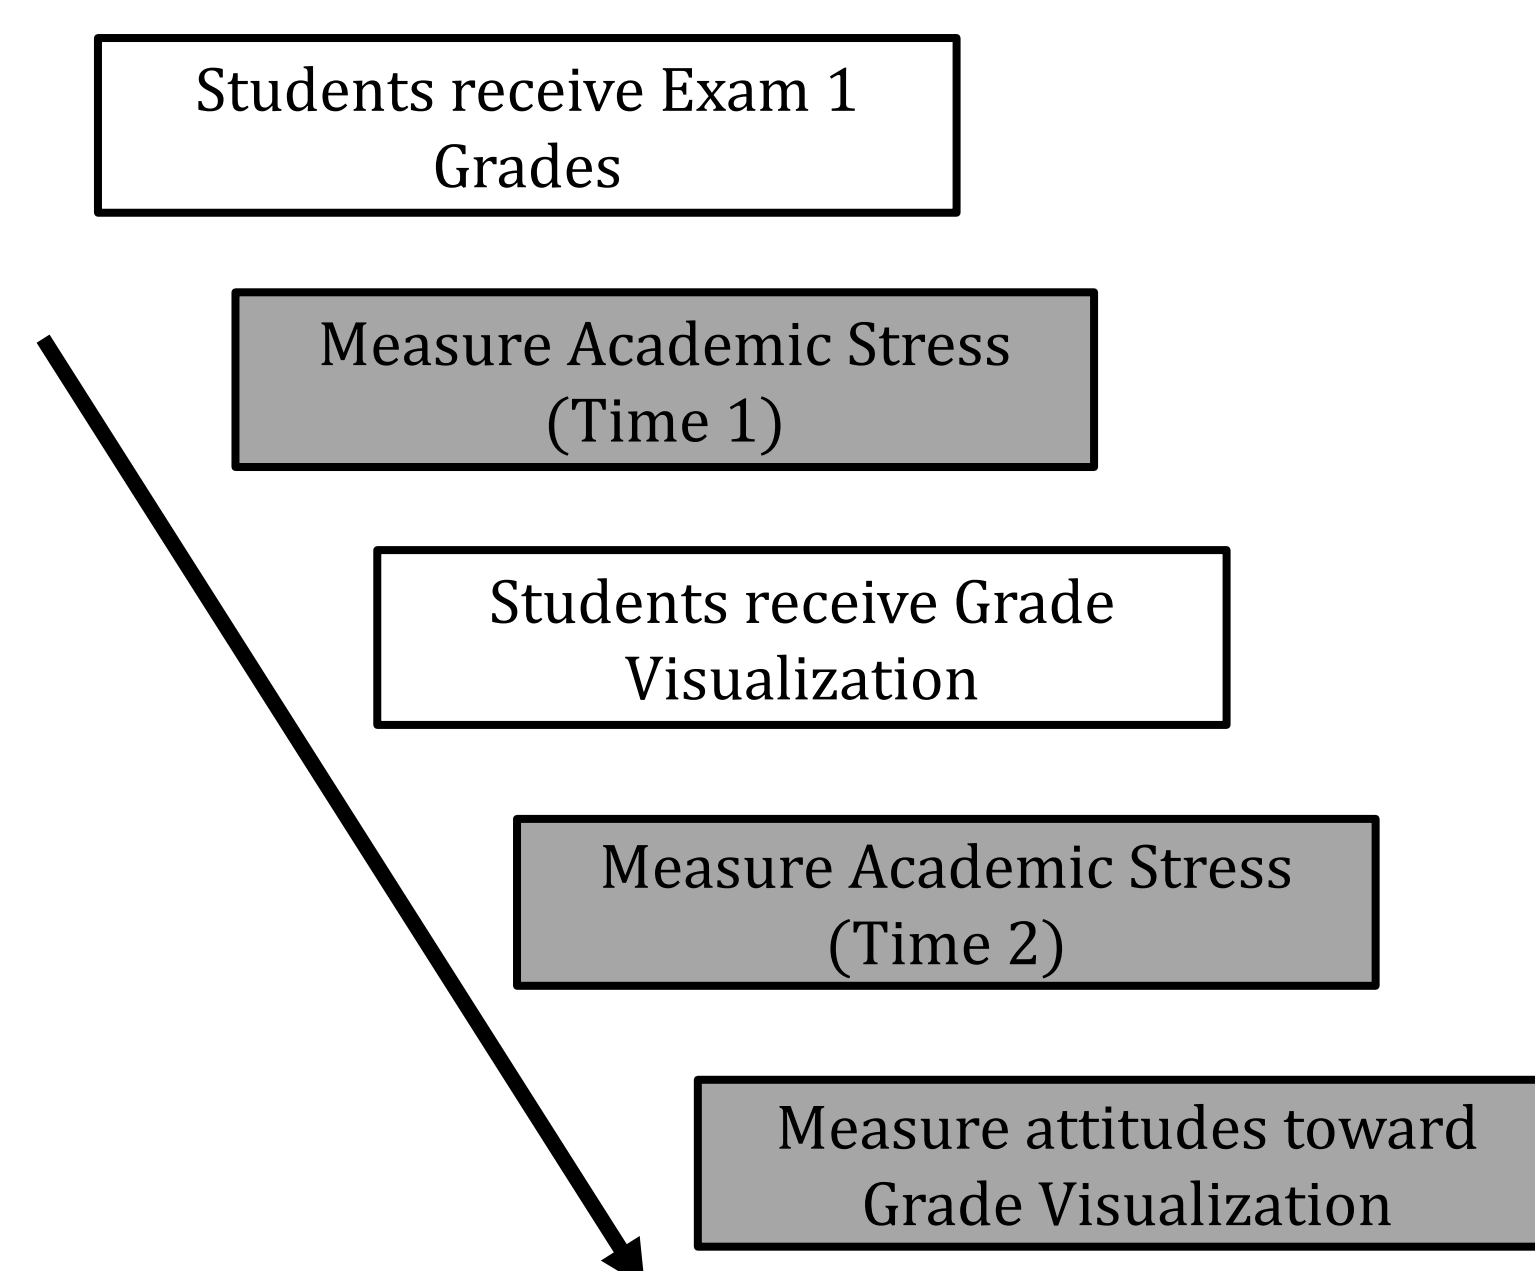 Students receive Exam 1
Grades
Measure Academic Stress
(Time 1)
Students receive Grade
Visualization
Measure Academic Stress
(Time 2)
Measure attitudes toward
Grade Visualization